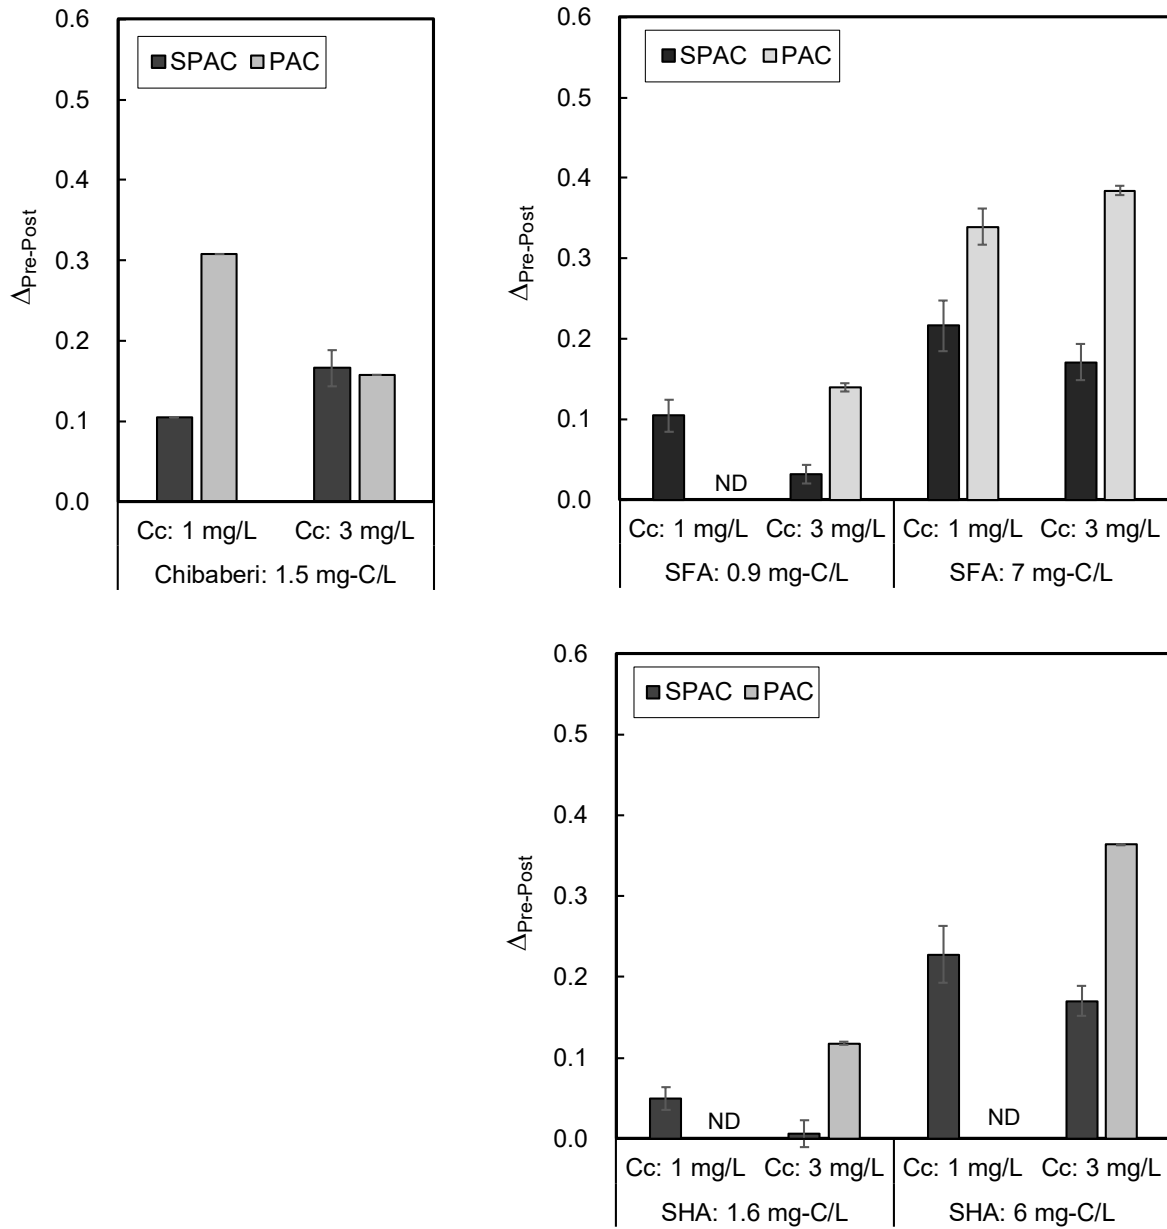 0.6
0.5
0.4
0.3
0.2
0.1
0.0
ΔPre-Post
SPAC PAC
Cc: 1 mg/L Cc: 3 mg/L
Chibaberi: 1.5 mg-C/L
0.6
0.5
0.4
0.3
0.2
0.1
0.0
ΔPre-Post
SPAC PAC
ND
Cc: 1 mg/L Cc: 3 mg/L Cc: 1 mg/L Cc: 3 mg/L
SFA: 0.9 mg-C/L SFA: 7 mg-C/L
0.6
0.5
0.4
0.3
0.2
0.1
0.0
ΔPre-Post
SPAC PAC
ND ND
Cc: 1 mg/L Cc: 3 mg/L Cc: 1 mg/L Cc: 3 mg/L
SHA: 1.6 mg-C/L SHA: 6 mg-C/L